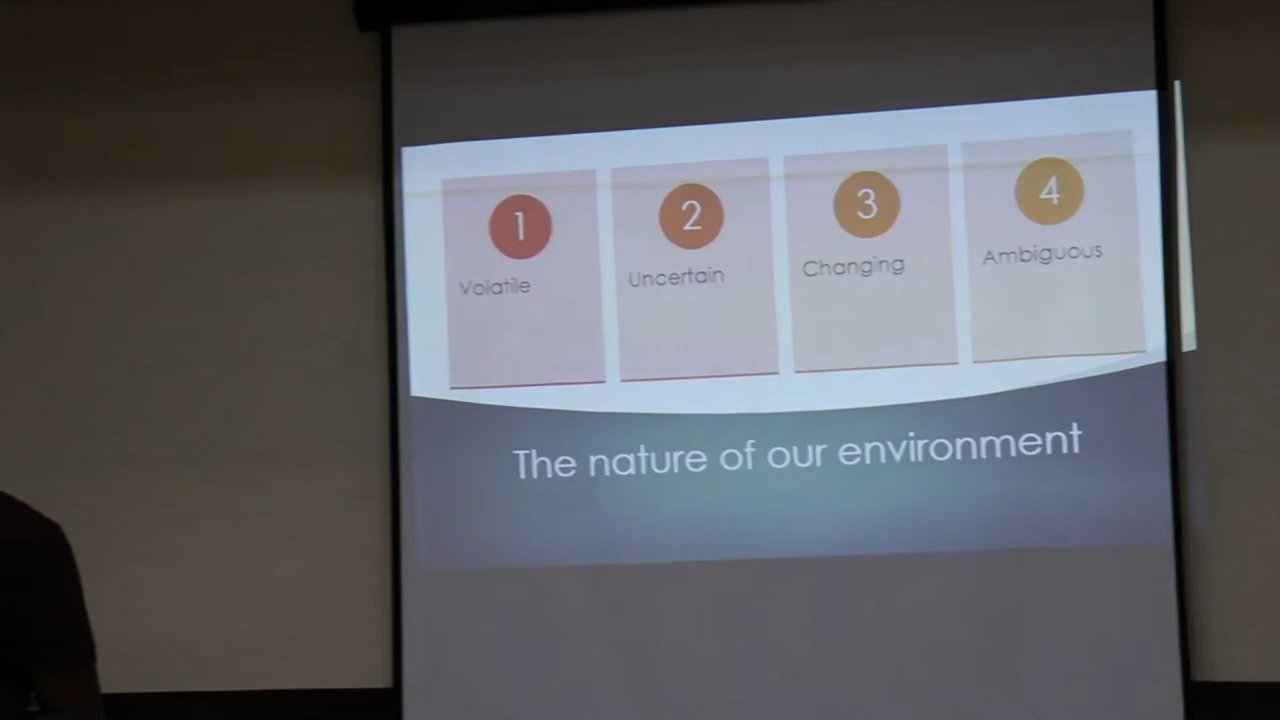 1
Volatile
2
Uncertain
3
Changing
4
Ambiguous
The nature of our environment